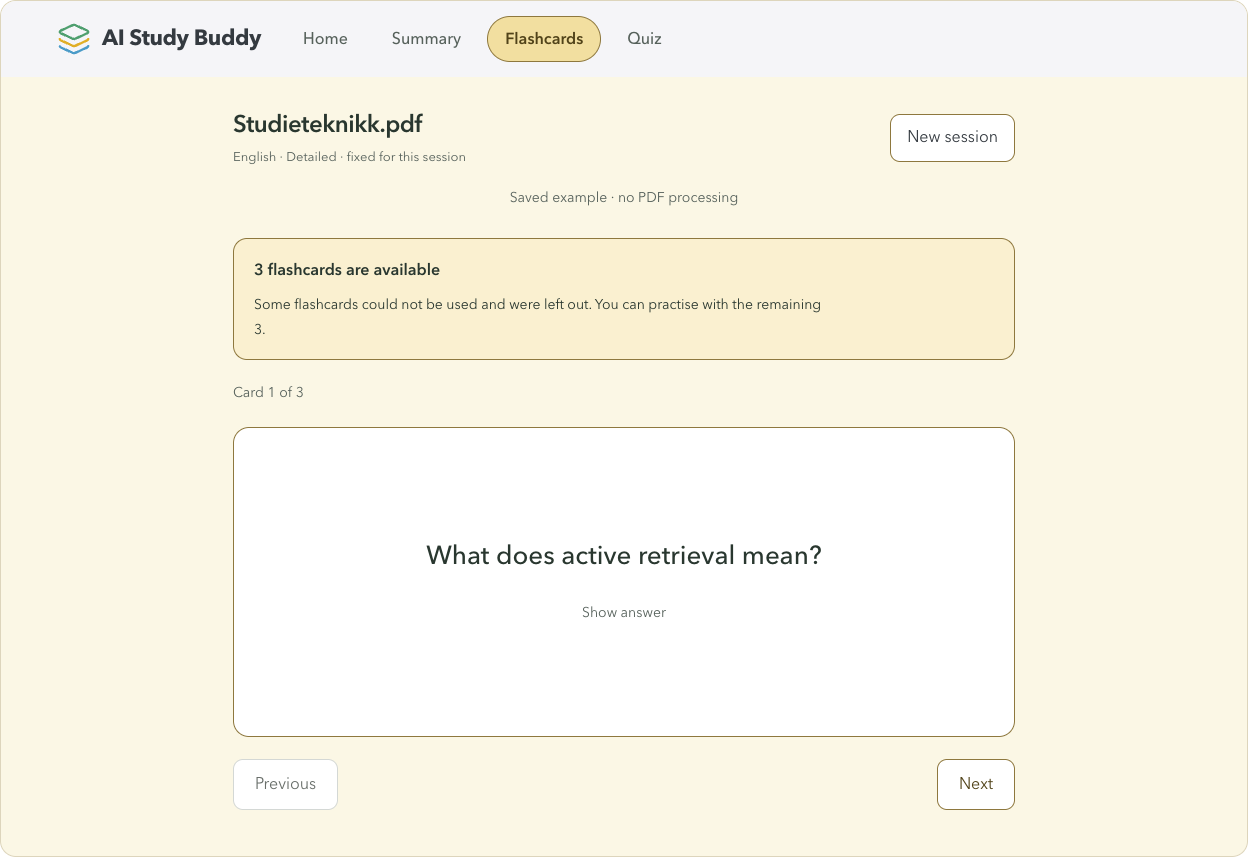 AI Study Buddy
Home
Summary
Flashcards
Quiz
Studieteknikk.pdf
New session
English · Detailed · fixed for this session
Saved example · no PDF processing
3 flashcards are available
Some flashcards could not be used and were left out. You can practise with the remaining
3.
Card 1 of 3
What does active retrieval mean?
Show answer
Previous
Next